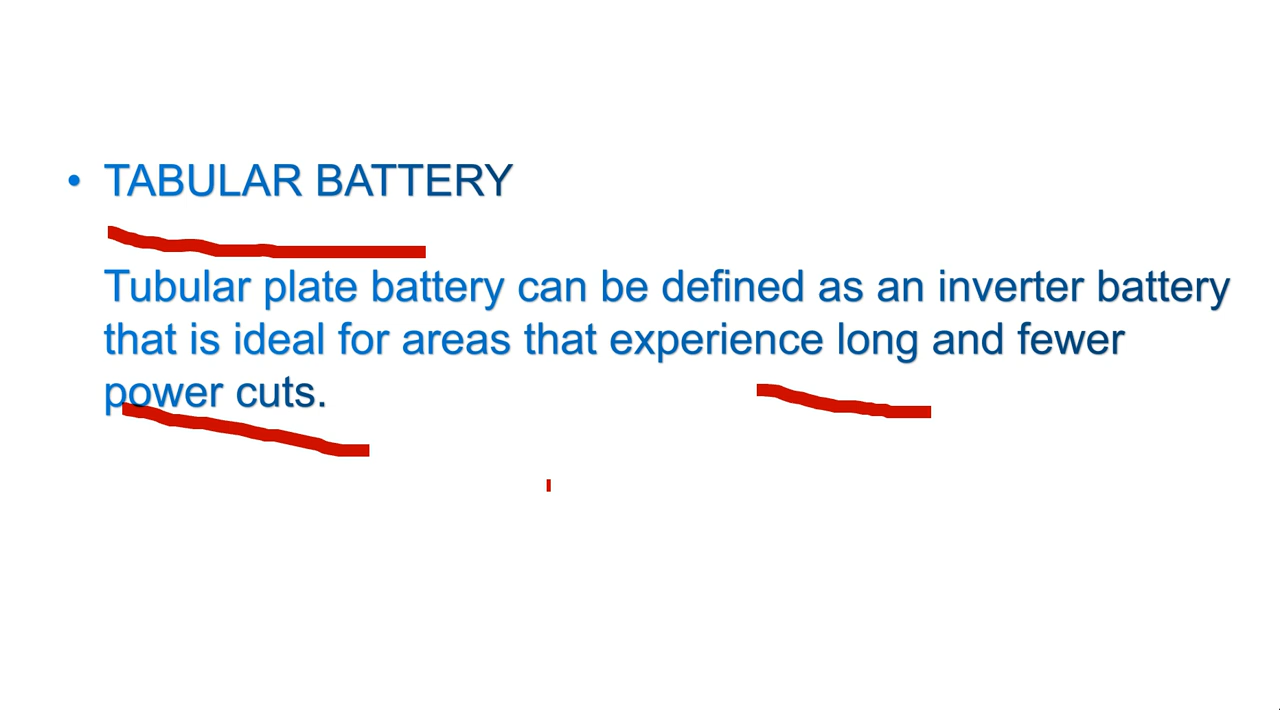 • TABULAR BATTERY
Tubular plate battery can be defined as an inverter battery
that is ideal for areas that experience long and fewer
power cuts.